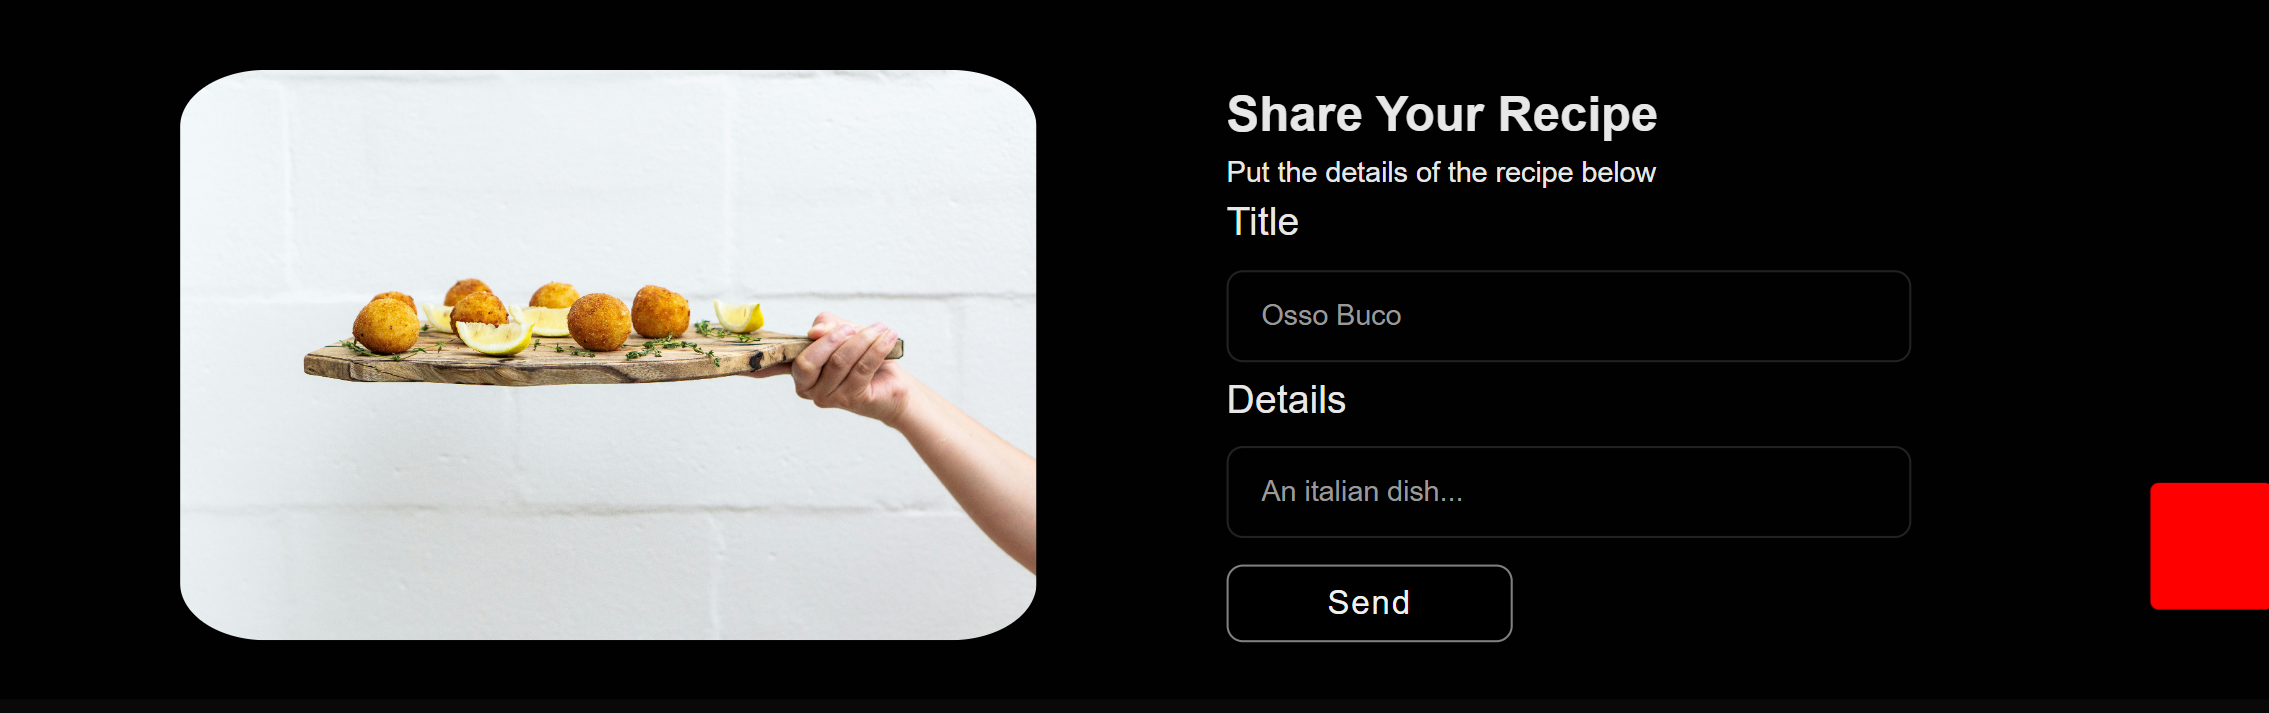 Share Your Recipe
Put the details of the recipe below
Title
Osso Buco
Details
An italian dish...
Send